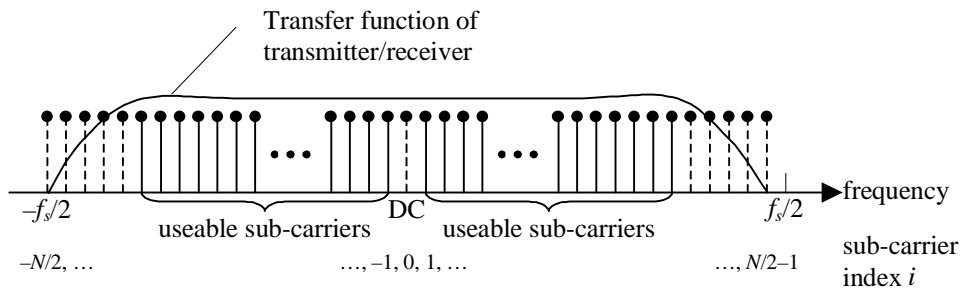 Transfer function of
transmitter/receiver
• • •
• • •
frequency
–fs/2
DC
fs/2
useable sub-carriers
useable sub-carriers
–N/2, …
…, –1, 0, 1, …
…, N/2–1
sub-carrier
index i